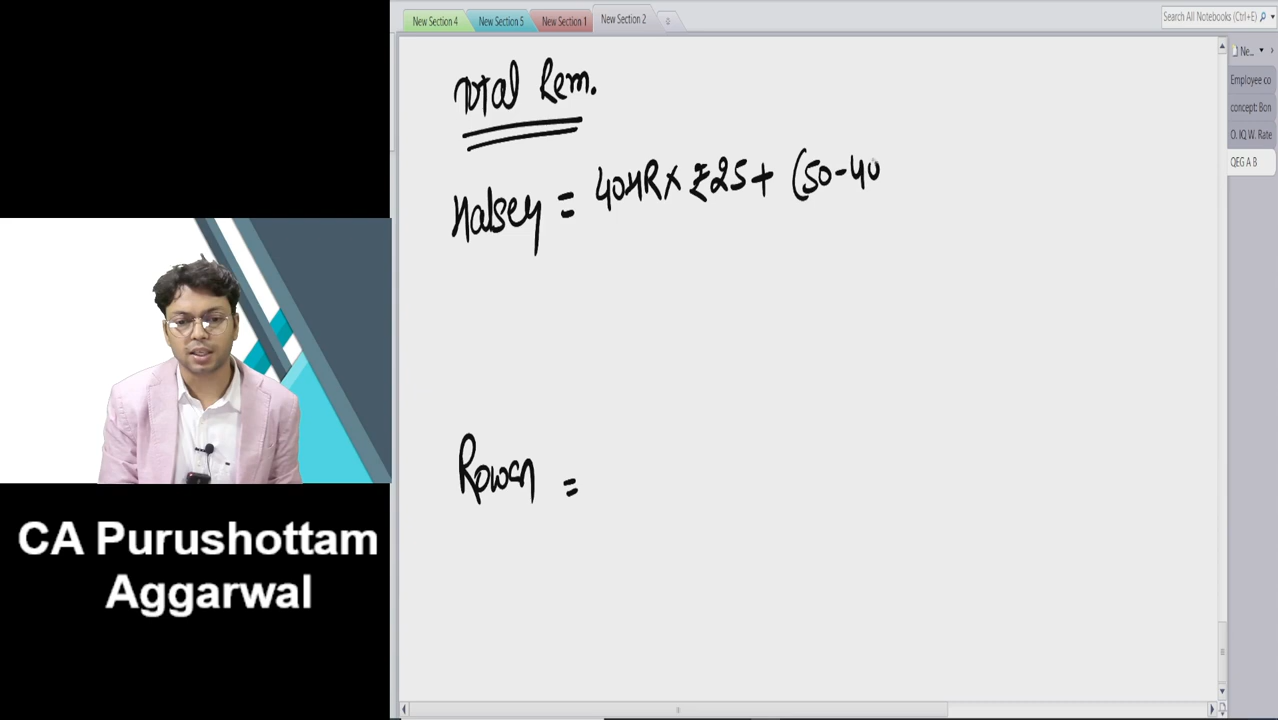 New Section 4
New Section 5
New Section 1
New Section 2
Search All Notebooks (Ctrl+E)
Ne...
Employee co
concept: Bon
O. IQ W. Rate
QEG A B
Total Rem.
Halsey = 40HR × ₹25 + (50-40
Rowan =
CA Purushottam
Aggarwal